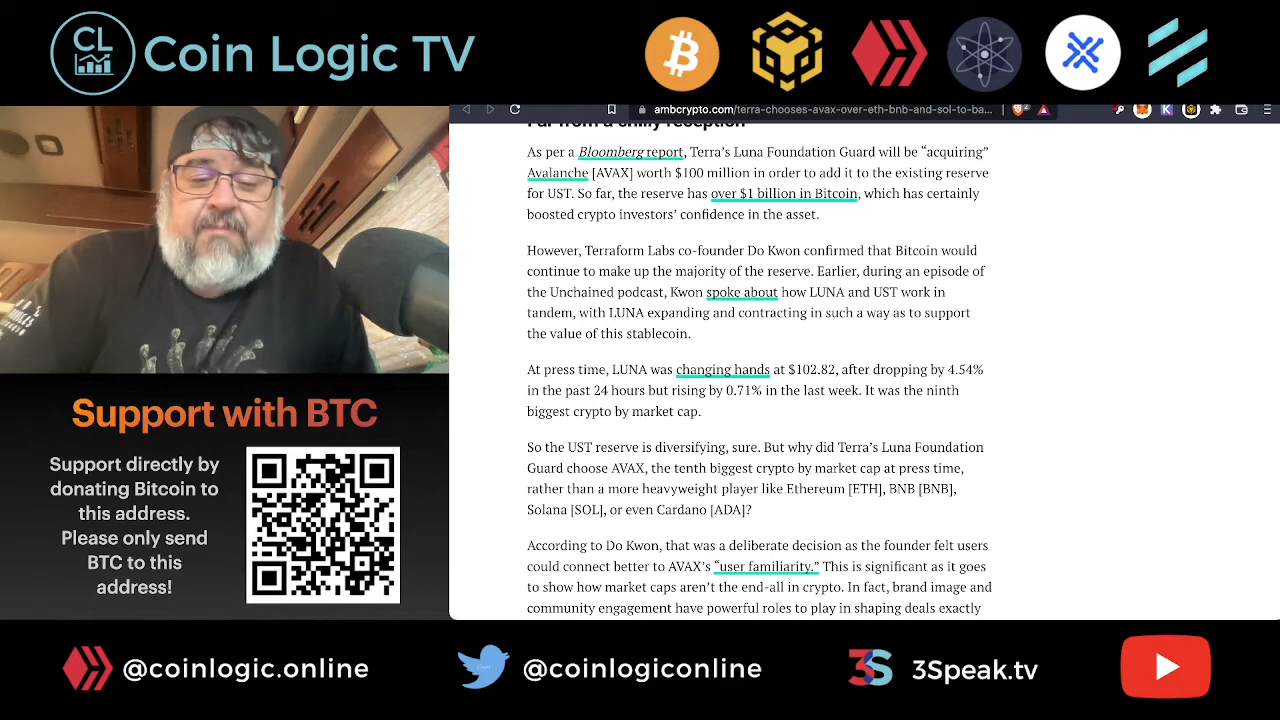 CL
Coin Logic TV
ambcrypto.com/terra-chooses-avax-over-eth-bnb-and-sol-to-ba...
Far from a chilly reception
As per a Bloomberg report, Terra's Luna Foundation Guard will be “acquiring”
Avalanche [AVAX] worth $100 million in order to add it to the existing reserve
for UST. So far, the reserve has over $1 billion in Bitcoin, which has certainly
boosted crypto investors' confidence in the asset.
However, Terraform Labs co-founder Do Kwon confirmed that Bitcoin would
continue to make up the majority of the reserve. Earlier, during an episode of
the Unchained podcast, Kwon spoke about how LUNA and UST work in
tandem, with LUNA expanding and contracting in such a way as to support
the value of this stablecoin.
At press time, LUNA was changing hands at $102.82, after dropping by 4.54%
in the past 24 hours but rising by 0.71% in the last week. It was the ninth
biggest crypto by market cap.
So the UST reserve is diversifying, sure. But why did Terra's Luna Foundation
Guard choose AVAX, the tenth biggest crypto by market cap at press time,
rather than a more heavyweight player like Ethereum [ETH], BNB [BNB],
Solana [SOL], or even Cardano [ADA]?
According to Do Kwon, that was a deliberate decision as the founder felt users
could connect better to AVAX's “user familiarity.” This is significant as it goes
to show how market caps aren't the end-all in crypto. In fact, brand image and
community engagement have powerful roles to play in shaping deals exactly
Support with BTC
Support directly by
donating Bitcoin to
this address.
Please only send
BTC to this
address!
@coinlogic.online
@coinlogiconline
3S
3Speak.tv